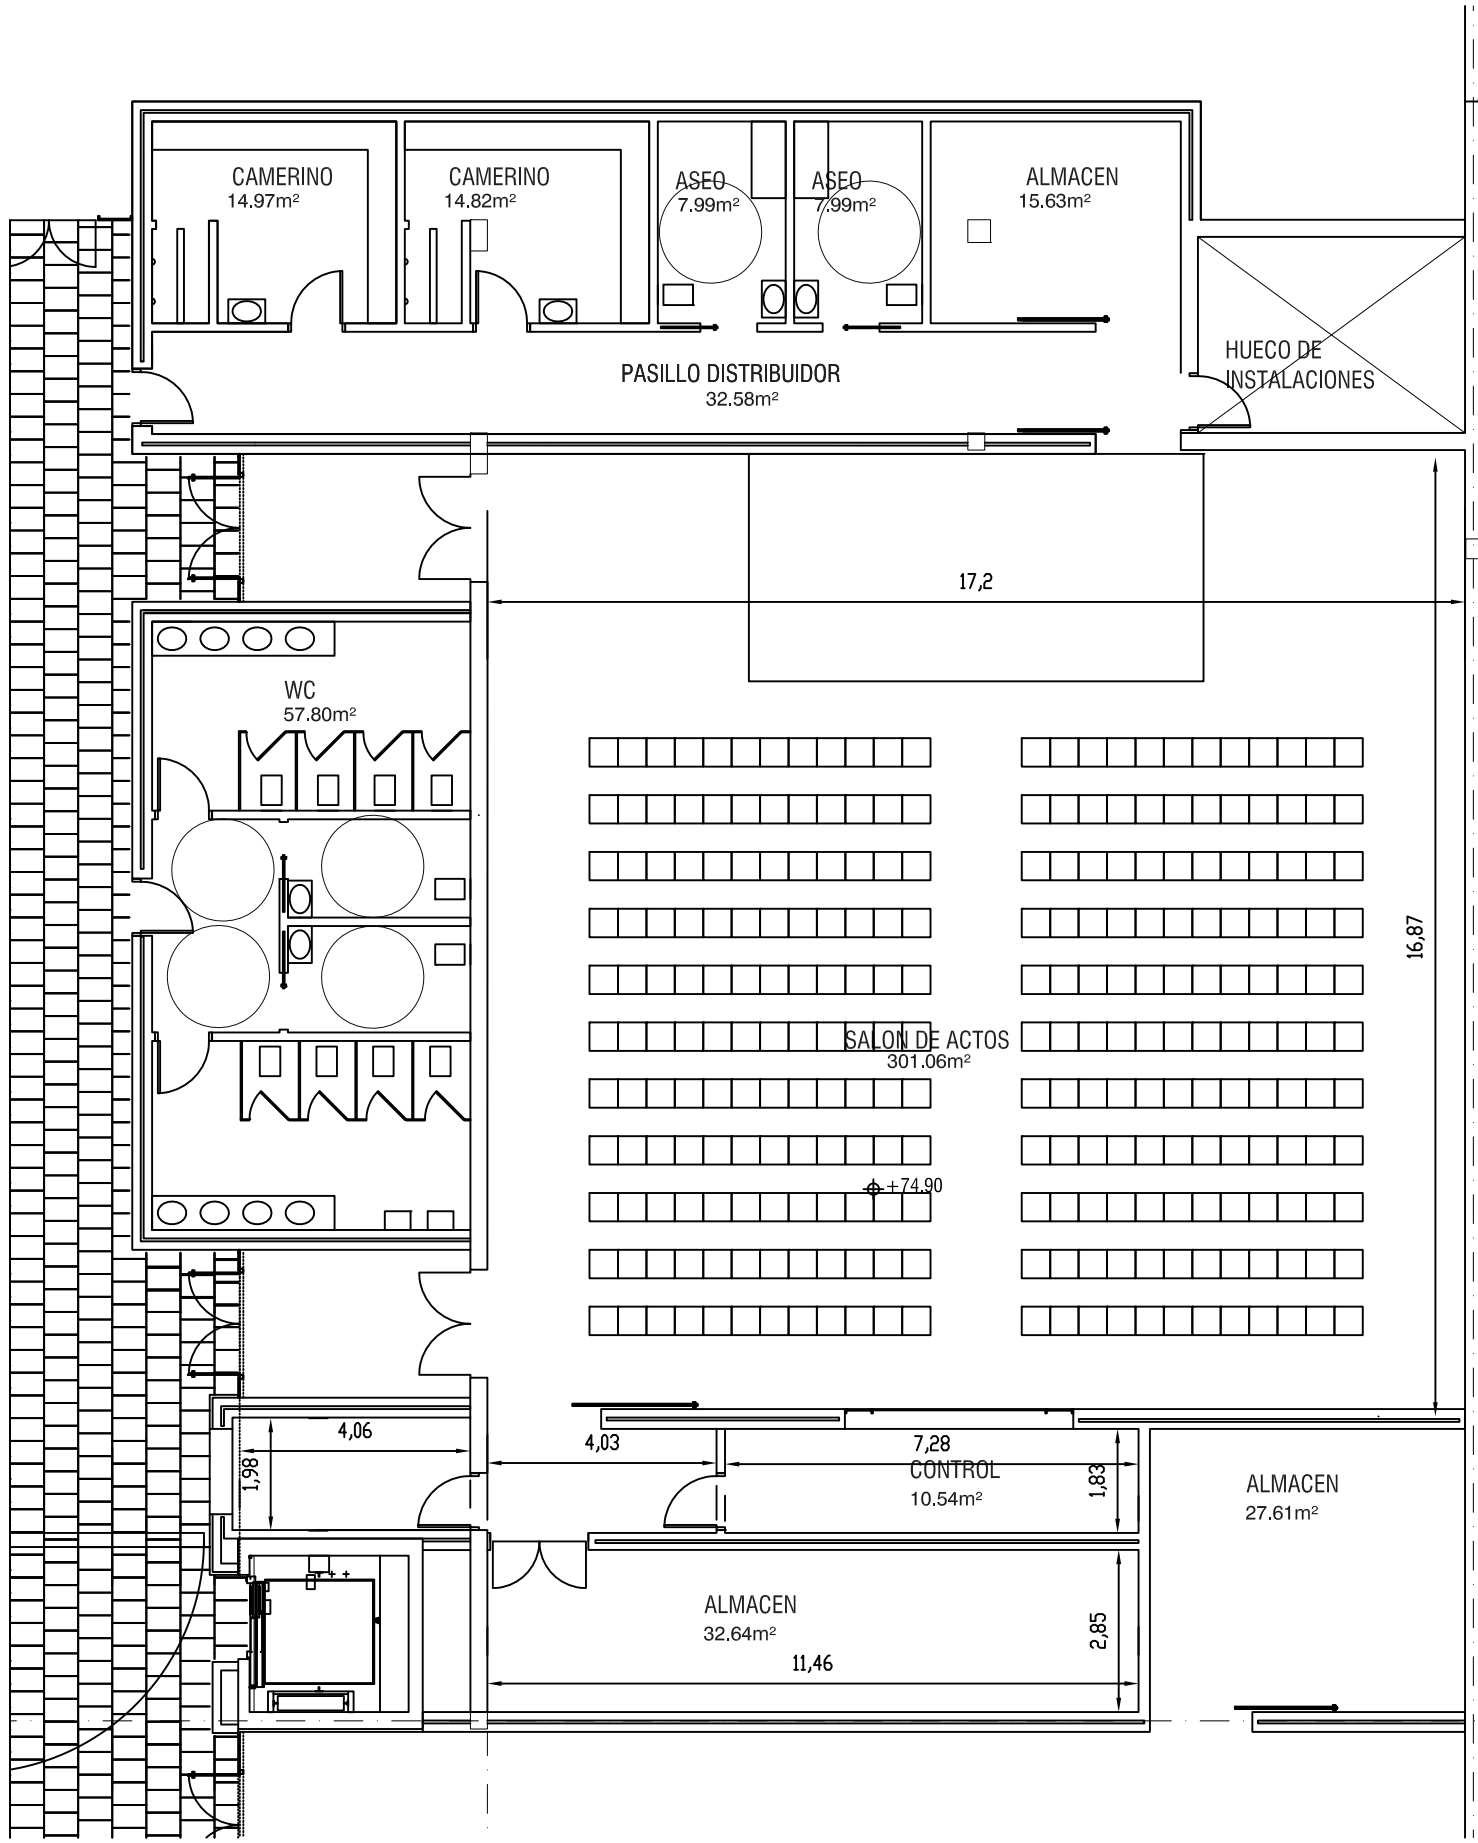 CAMERINO
14.97m²
CAMERINO
14.82m²
ASEO
7.99m²
ASEO
7.99m²
ALMACEN
15.63m²
HUECO DE
INSTALACIONES
PASILLO DISTRIBUIDOR
32.58m²
17,2
WC
57.80m²
16,87
SALON DE ACTOS
301.06m²
+74.90
4,06
1,98
4,03
7,28
CONTROL
10.54m²
1,83
ALMACEN
27.61m²
ALMACEN
32.64m²
2,85
11,46